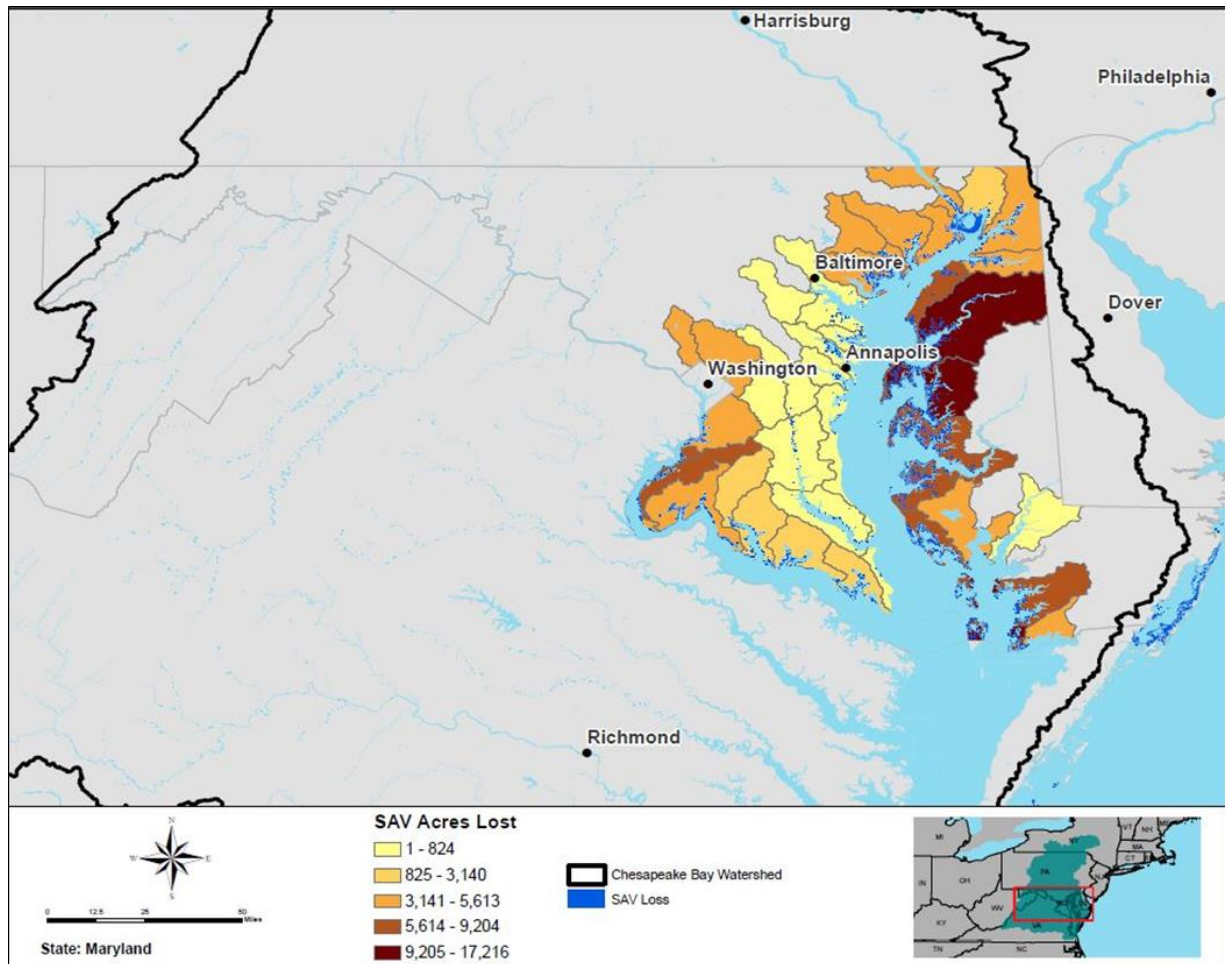 Harrisburg
Philadelphia
Baltimore
Dover
Annapolis
Washington
Richmond
SAV Acres Lost
1 - 824
825 - 3,140
3,141 - 5,613
5,614 - 9,204
9,205 - 17,216
Chesapeake Bay Watershed
SAV Loss
N
W E
S
0 12.5 25 50
Miles
State: Maryland
MI
NY
VT
NH
ME
MA
CT
PA
NJ
IN
OH
WV
KY
VA
TN
NC